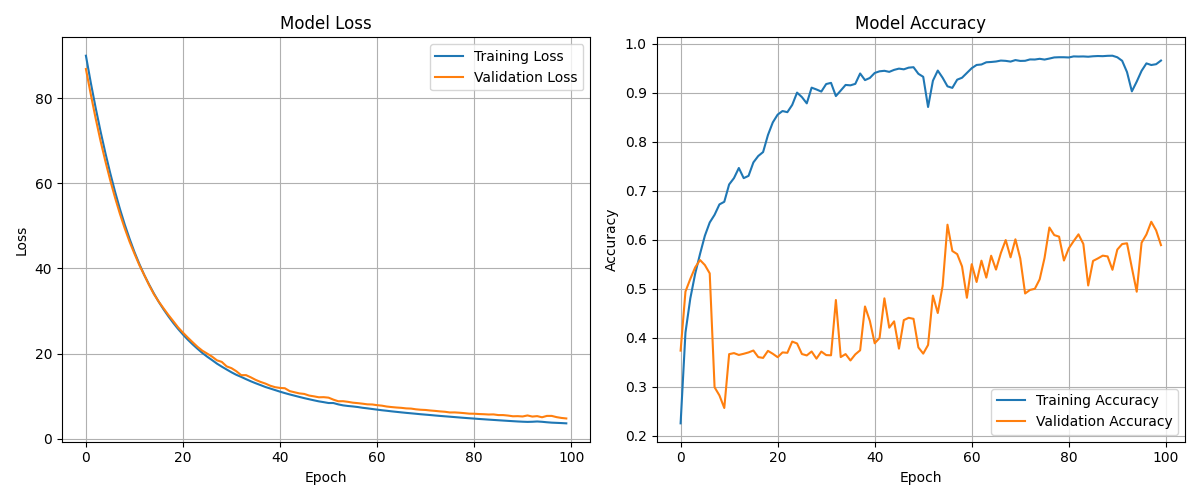 Model Loss
Training Loss
Validation Loss
80
60
40
20
0
Loss
0 20 40 60 80 100
Epoch
Model Accuracy
1.0
0.9
0.8
0.7
0.6
0.5
0.4
0.3
0.2
Accuracy
Training Accuracy
Validation Accuracy
0 20 40 60 80 100
Epoch